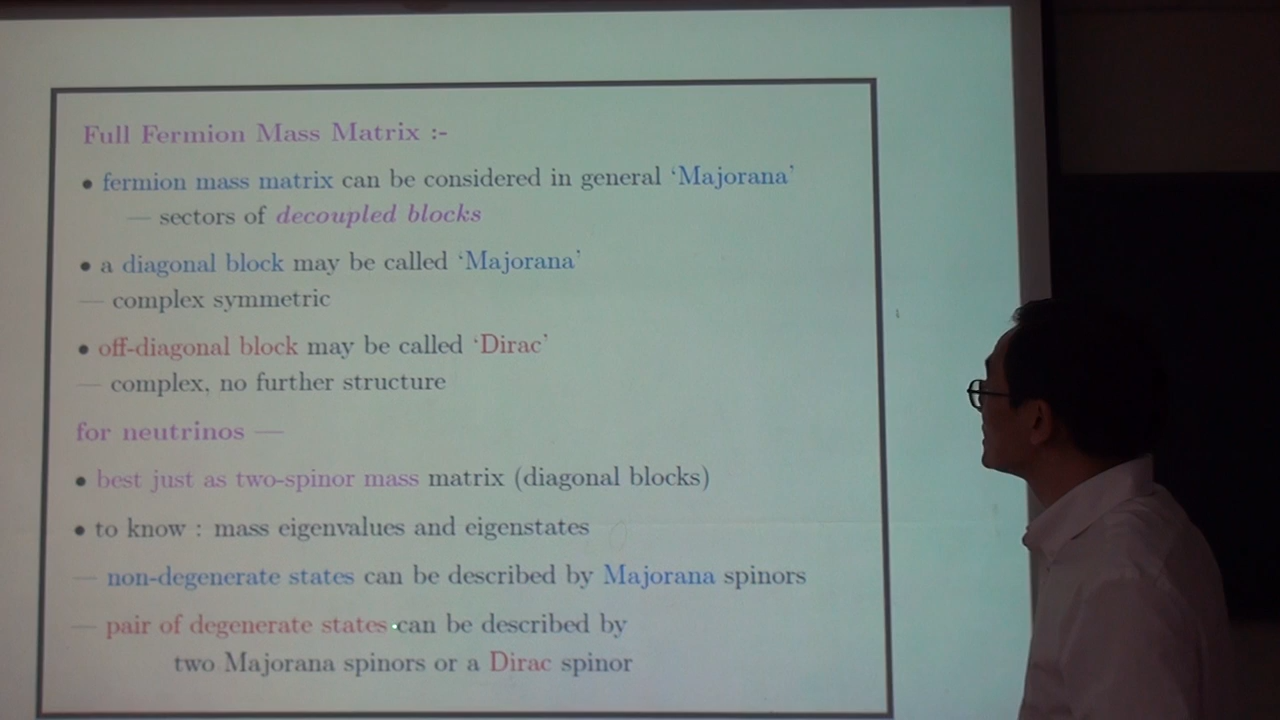 Full Fermion Mass Matrix :-
• fermion mass matrix can be considered in general ‘Majorana’
— sectors of decoupled blocks
• a diagonal block may be called ‘Majorana’
— complex symmetric
• off-diagonal block may be called ‘Dirac’
— complex, no further structure
for neutrinos —
• best just as two-spinor mass matrix (diagonal blocks)
• to know : mass eigenvalues and eigenstates
— non-degenerate states can be described by Majorana spinors
— pair of degenerate states can be described by
two Majorana spinors or a Dirac spinor